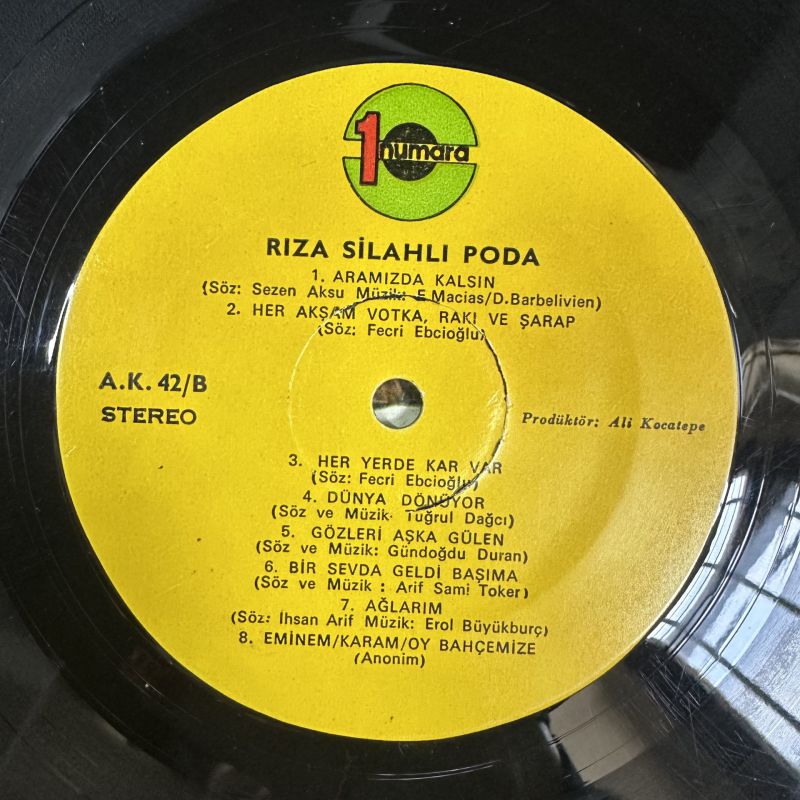 1 numara
RIZA SİLAHLI PODA
1. ARAMIZDA KALSIN
(Söz: Sezen Aksu Müzik: E.Macias/D.Barbelivien)
2. HER AKŞAM VOTKA, RAKI VE ŞARAP
(Söz: Fecri Ebcioğlu)
A.K. 42/B
STEREO
Prodüktör: Ali Kocatepe
3. HER YERDE KAR VAR
(Söz: Fecri Ebcioğlu)
4. DÜNYA DÖNÜYOR
(Söz ve Müzik: Tuğrul Dağcı)
5. GÖZLERİ AŞKA GÜLEN
(Söz ve Müzik: Gündoğdu Duran)
6. BİR SEVDA GELDİ BAŞIMA
(Söz ve Müzik : Arif Sami Toker)
7. AĞLARIM
(Söz: İhsan Arif Müzik: Erol Büyükburç)
8. EMİNEM/KARAM/OY BAHÇEMİZE
(Anonim)